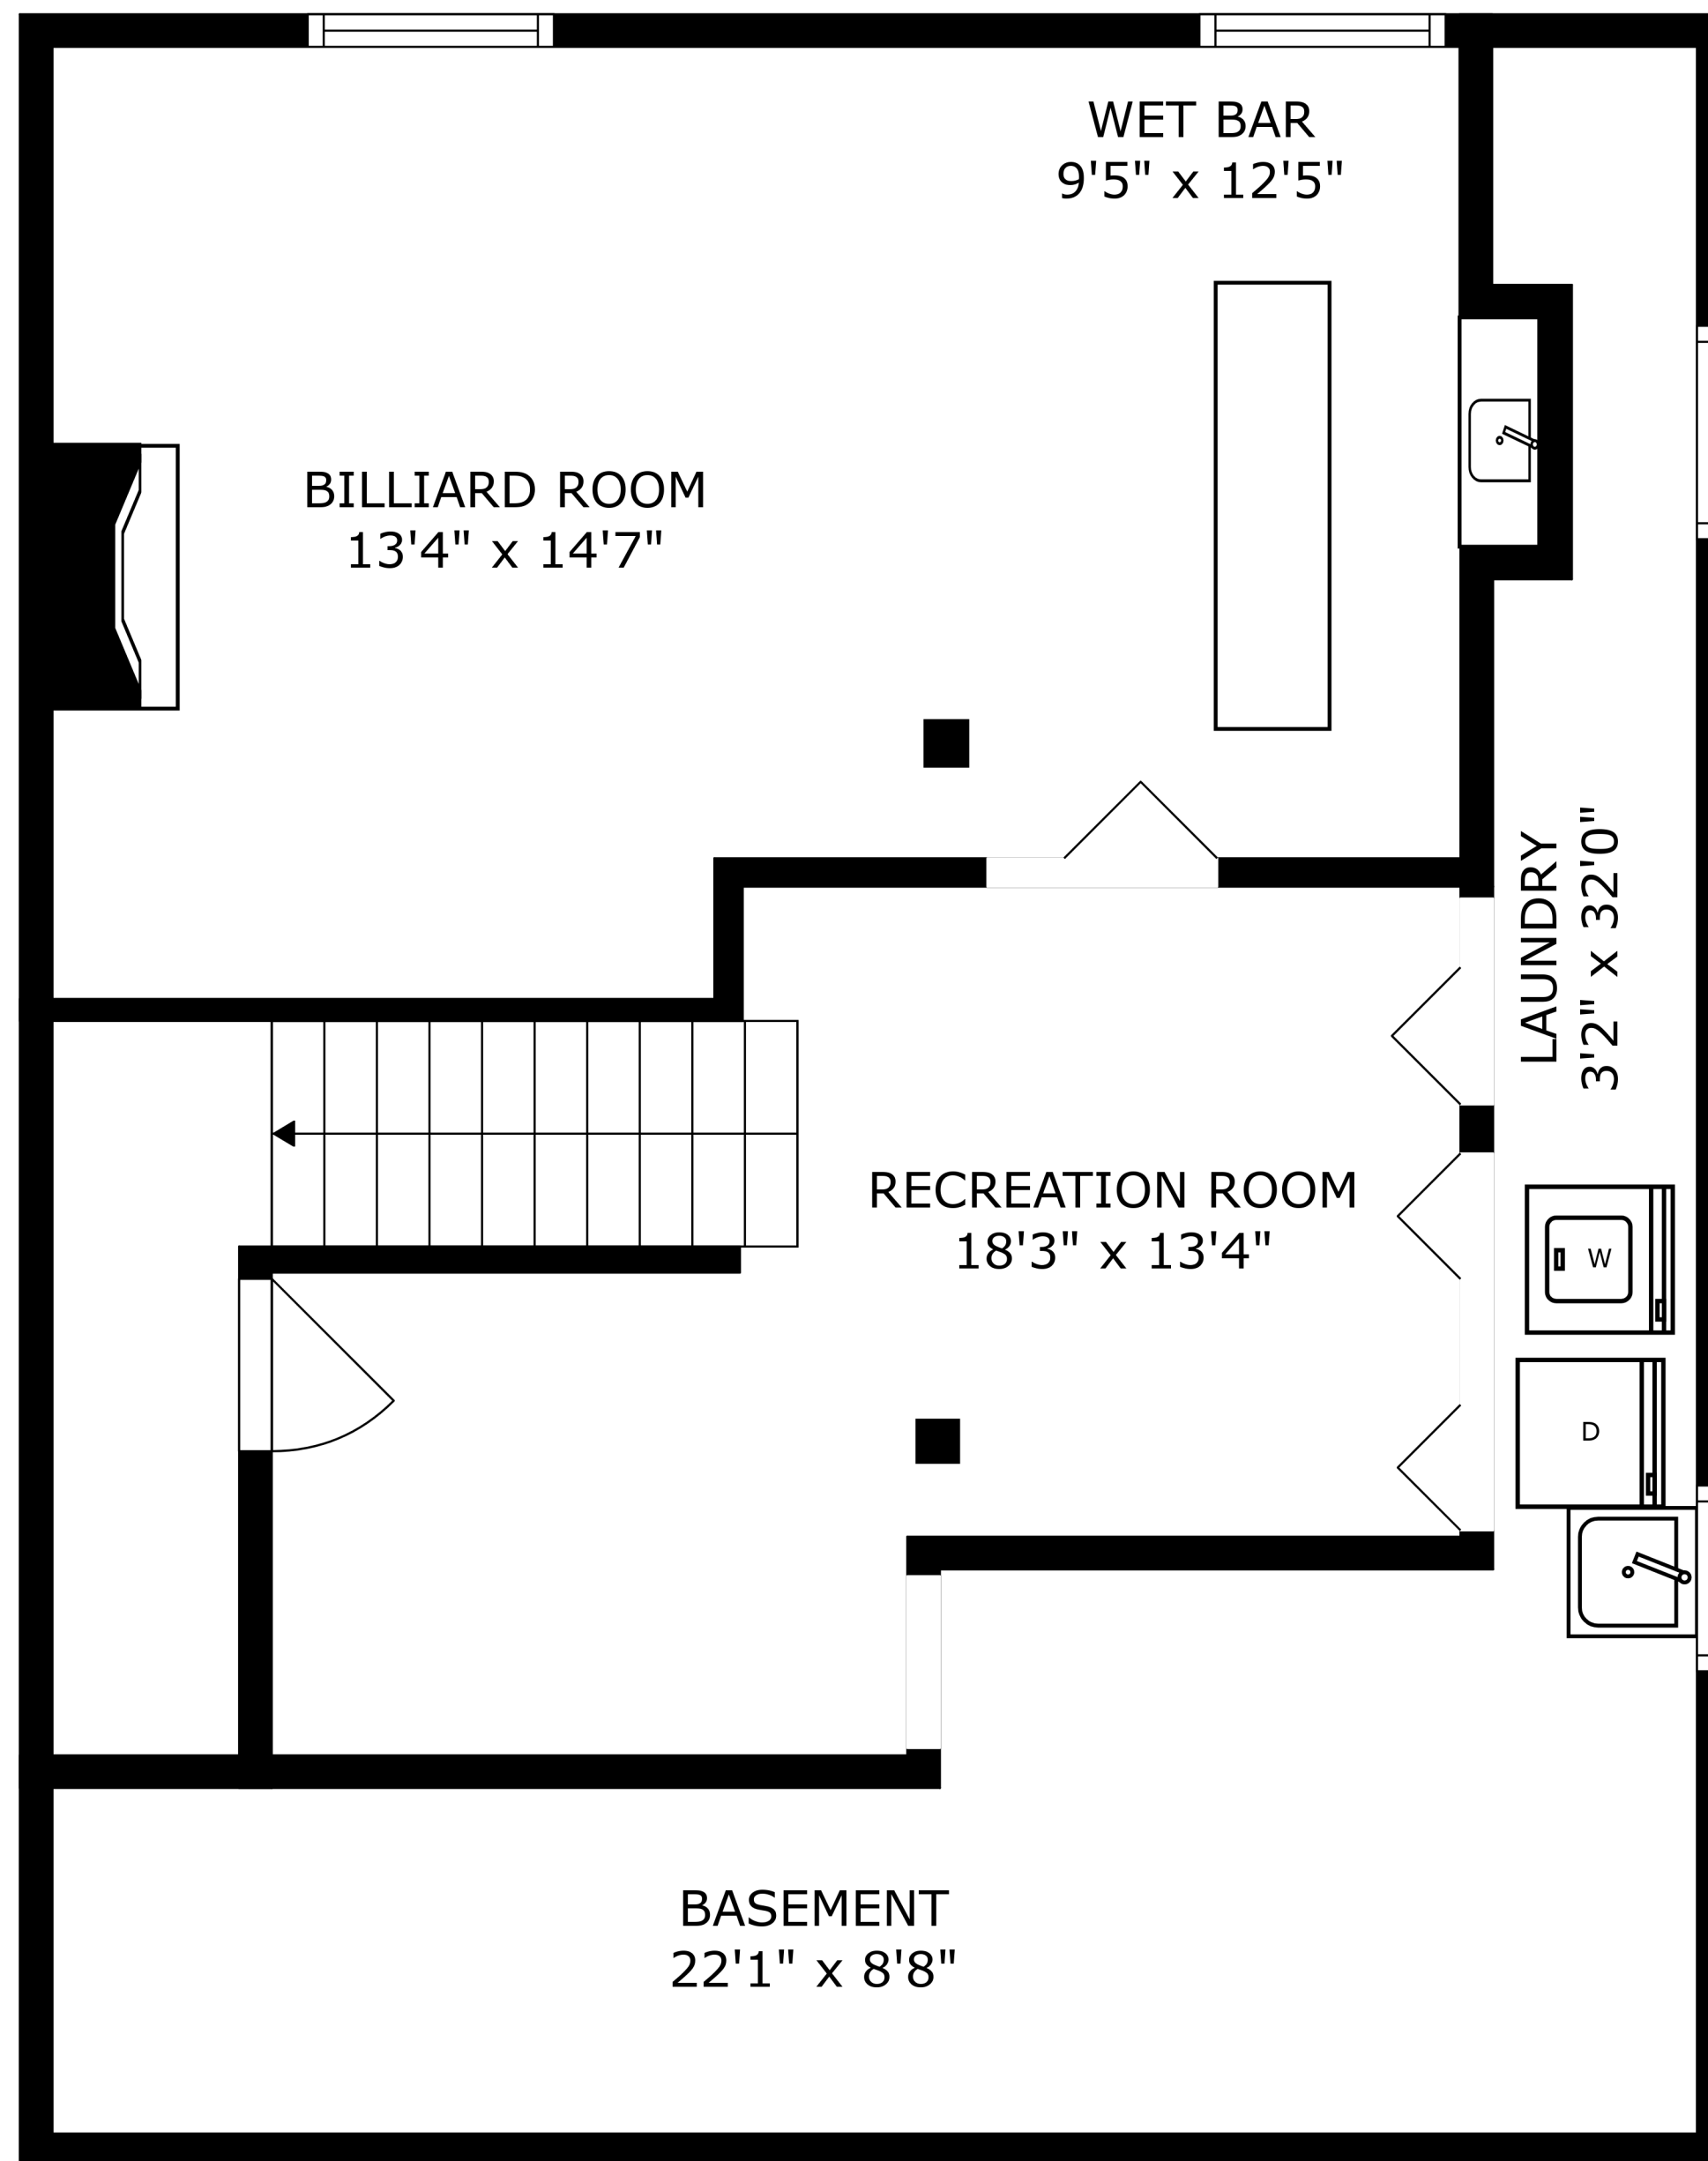 WET BAR
9'5" x 12'5"
BILLIARD ROOM
13'4" x 14'7"
LAUNDRY
3'2" x 32'0"
RECREATION ROOM
18'3" x 13'4"
W
D
BASEMENT
22'1" x 8'8"